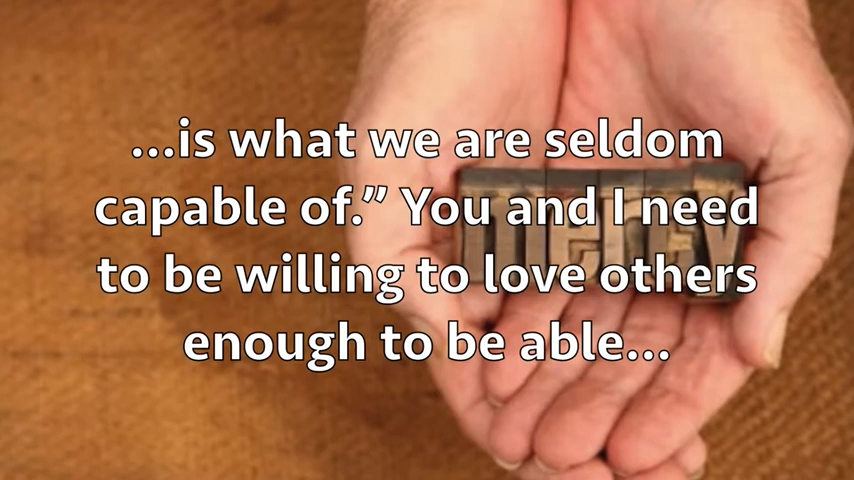 …is what we are seldom
capable of.” You and I need
to be willing to love others
enough to be able…